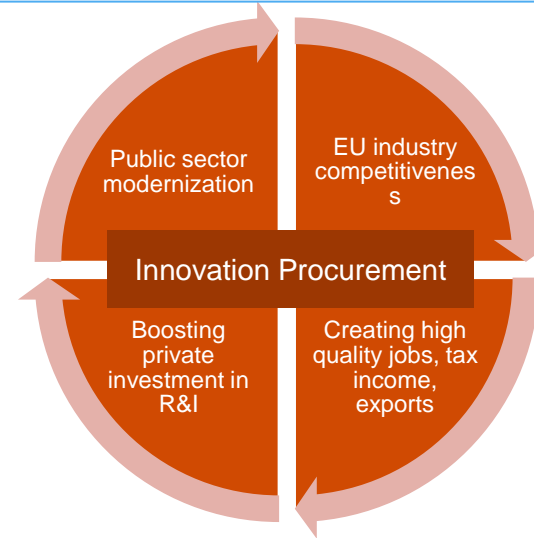 Public sector
modernization
EU industry
competitivenes
s
Innovation Procurement
Boosting
private
investment in
R&I
Creating high
quality jobs, tax
income,
exports